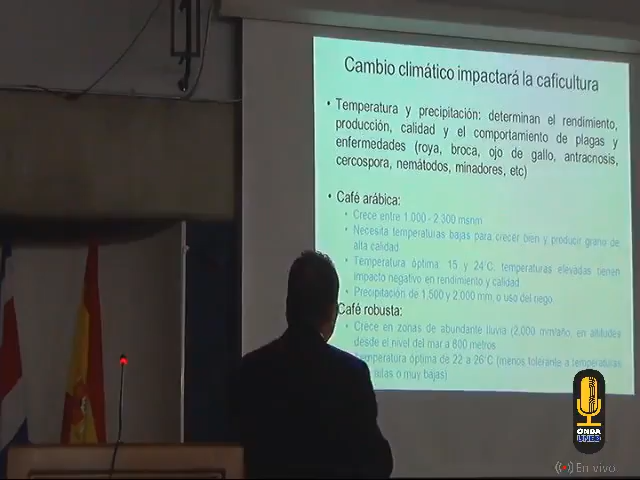 Cambio climático impactará la caficultura
• Temperatura y precipitación: determinan el rendimiento,
producción, calidad y el comportamiento de plagas y
enfermedades (roya, broca, ojo de gallo, antracnosis,
cercospora, nemátodos, minadores, etc)
• Café arábica:
• Crece entre 1.000 - 2.300 msnm
• Necesita temperaturas bajas para crecer bien y producir grano de
alta calidad
• Temperatura óptima: 15 y 24°C, temperaturas elevadas tienen
impacto negativo en rendimiento y calidad
• Precipitación de 1,500 y 2.000 mm, o uso del riego
Café robusta:
• Crece en zonas de abundante lluvia (2,000 mm/año, en altitudes
desde el nivel del mar a 600 metros
Temperatura óptima de 22 a 26°C (menos tolerante a temperaturas
o muy bajas)
ONDA
UNED
En vivo